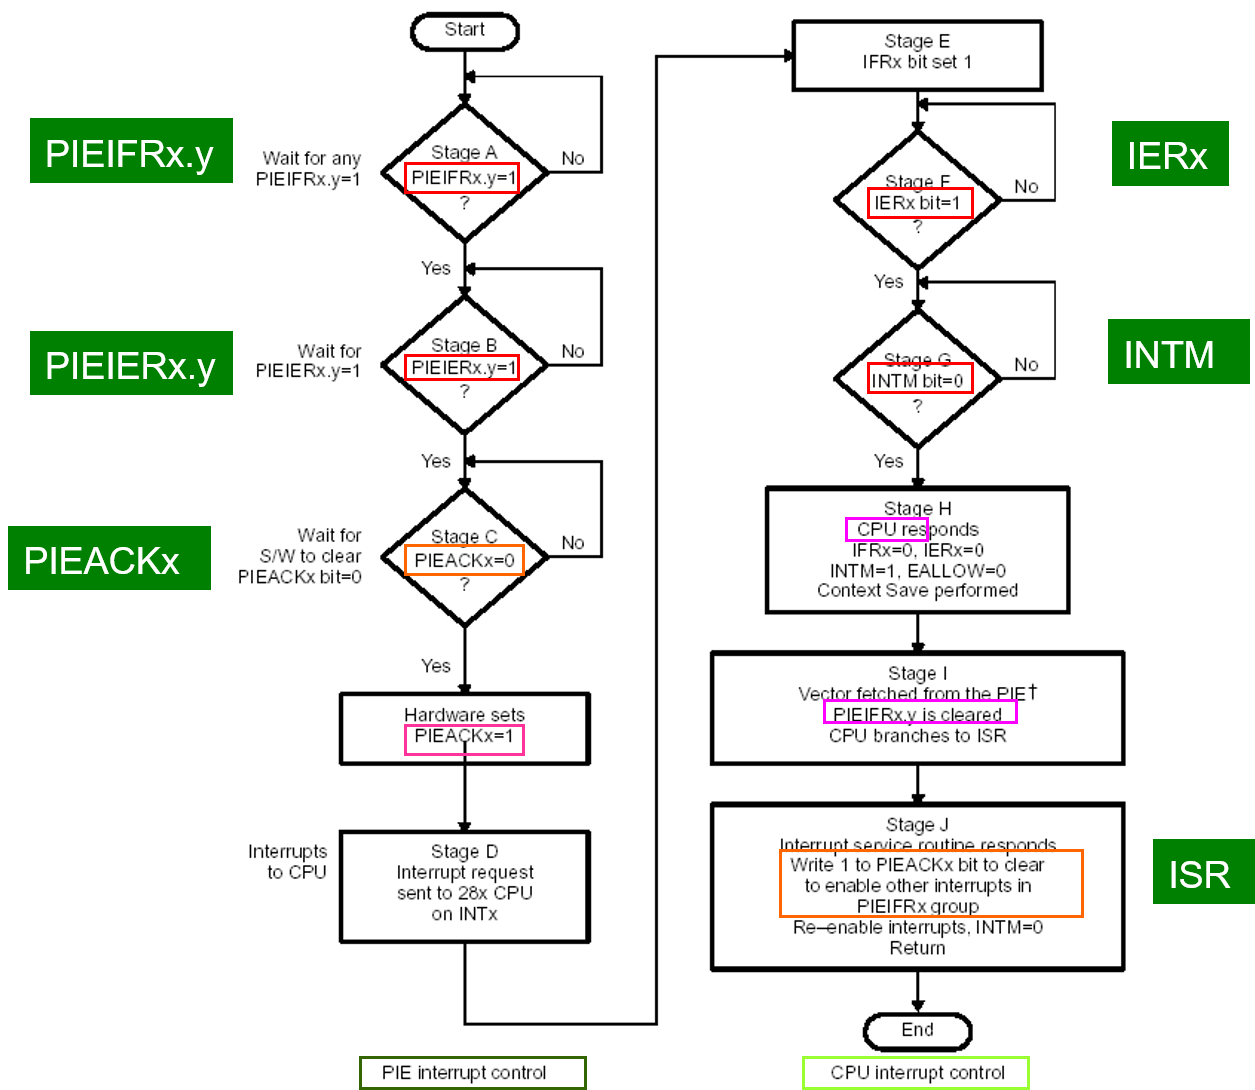 Start
PIEIFRx.y
Wait for any
PIEIFRx.y=1
Stage A
PIEIFRx.y=1
?
No
Yes
PIEIERx.y
Wait for
PIEIERx.y=1
Stage B
PIEIERx.y=1
?
No
Yes
PIEACKx
Wait for
S/W to clear
PIEACKx bit=0
Stage C
PIEACKx=0
?
No
Yes
Hardware sets
PIEACKx=1
Interrupts
to CPU
Stage D
Interrupt request
sent to 28x CPU
on INTx
PIE interrupt control
Stage E
IFRx bit set 1
Stage F
IERx bit=1
?
No
IERx
Yes
Stage G
INTM bit=0
?
No
INTM
Yes
Stage H
CPU responds
IFRx=0, IERx=0
INTM=1, EALLOW=0
Context Save performed
Stage I
Vector fetched from the PIE†
PIEIFRx.y is cleared
CPU branches to ISR
Stage J
Interrupt service routine responds
Write 1 to PIEACKx bit to clear
to enable other interrupts in
PIEIFRx group
Re–enable interrupts, INTM=0
Return
ISR
End
CPU interrupt control